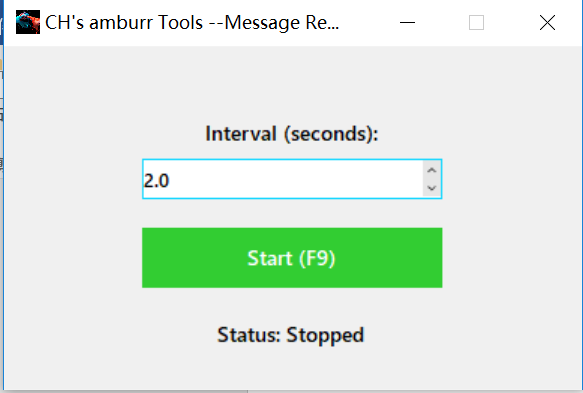 CH's amburr Tools --Message Re...
Interval (seconds):
2.0
Start (F9)
Status: Stopped